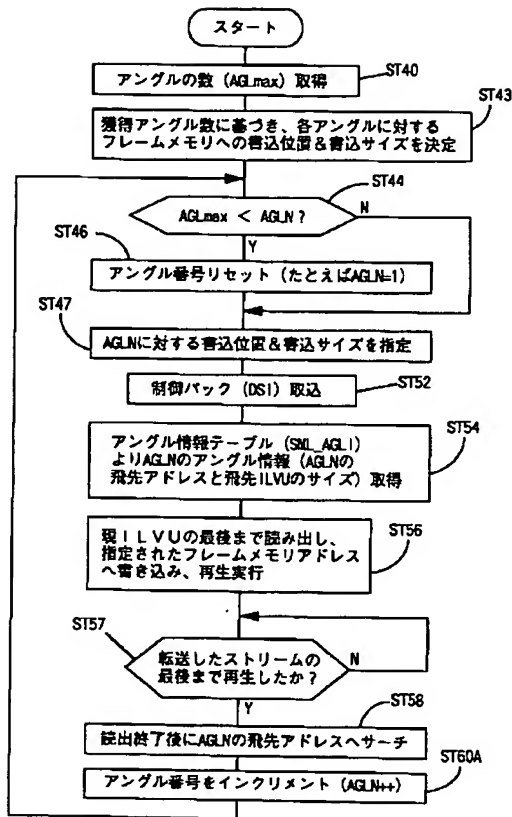 スタート
アングルの数 (AGLmax) 取得
ST40
ST43
獲得アングル数に基づき、各アングルに対する
フレームメモリへの書込位置&書込サイズを決定
ST44
AGLmax < AGLN?
N
ST46
Y
アングル番号リセット (たとえばAGLN=1)
ST47
AGLNに対する書込位置&書込サイズを指定
制御パック (DSI) 取込
ST52
ST54
アングル情報テーブル (SML_AGLI)
よりAGLNのアングル情報 (AGLNの
飛先アドレスと飛先ILVUのサイズ) 取得
ST56
現ILVUの最後まで読み出し、
指定されたフレームメモリアドレス
へ書き込み、再生実行
ST57
転送したストリームの
最後まで再生したか?
N
Y
ST58
読出終了後にAGLNの飛先アドレスへサーチ
ST60A
アングル番号をインクリメント (AGLN++)